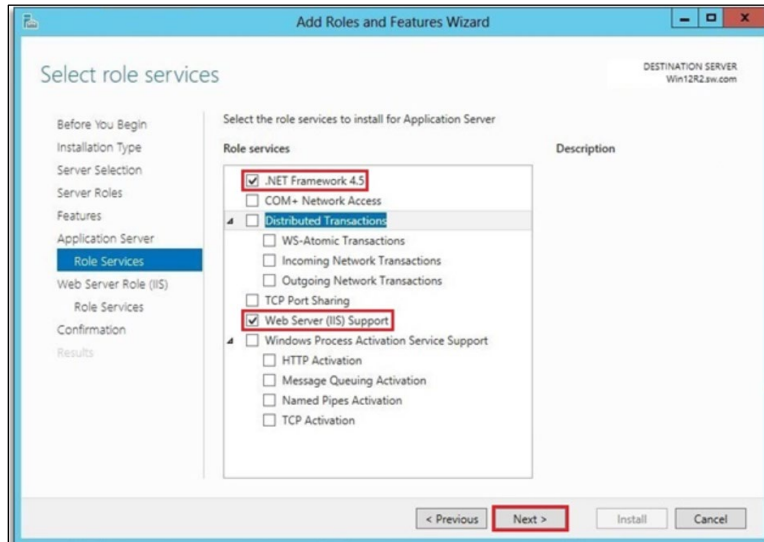 Add Roles and Features Wizard
Select role services
DESTINATION SERVER
Win12R2.sw.com
Before You Begin
Installation Type
Server Selection
Server Roles
Features
Application Server
Role Services
Web Server Role (IIS)
Role Services
Confirmation
Results
Select the role services to install for Application Server
Role services
Description
.NET Framework 4.5
COM+ Network Access
Distributed Transactions
WS-Atomic Transactions
Incoming Network Transactions
Outgoing Network Transactions
TCP Port Sharing
Web Server (IIS) Support
Windows Process Activation Service Support
HTTP Activation
Message Queuing Activation
Named Pipes Activation
TCP Activation
< Previous
Next >
Install
Cancel